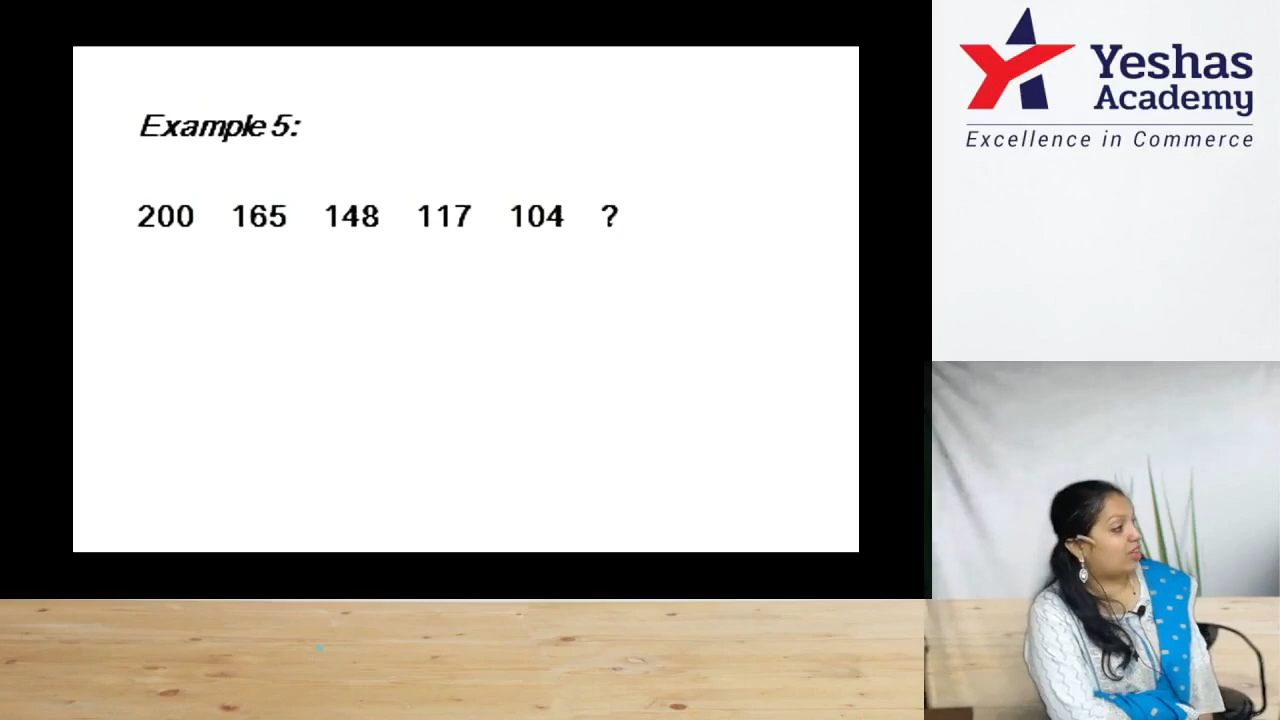 Example 5:
200 165 148 117 104 ?
Yeshas
Academy
Excellence in Commerce